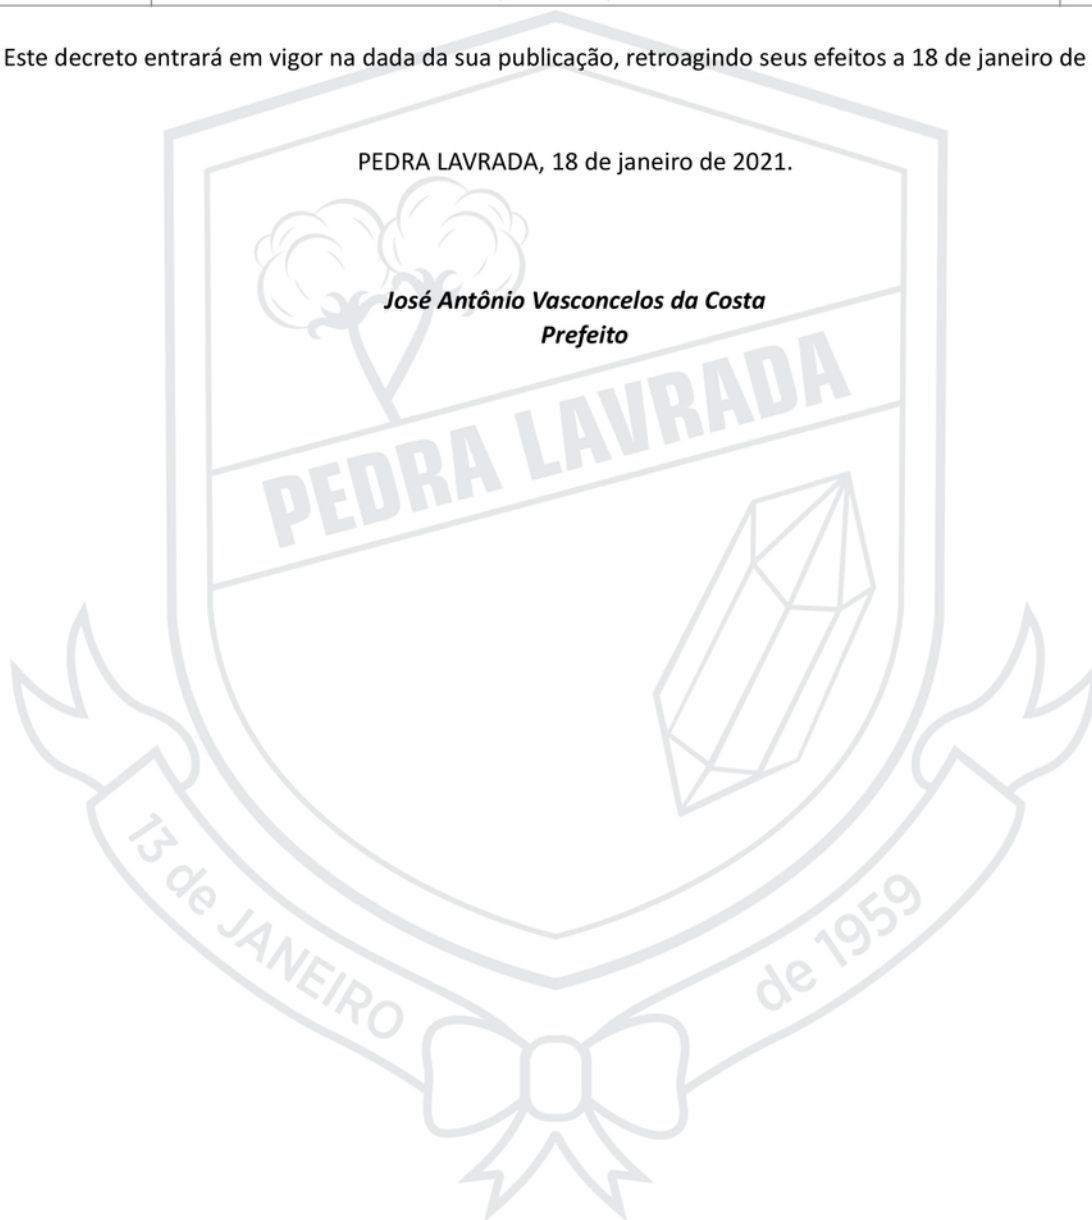 Este decreto entrará em vigor na dada da sua publicação, retroagindo seus efeitos a 18 de janeiro de
PEDRA LAVRADA, 18 de janeiro de 2021.
José Antônio Vasconcelos da Costa
Prefeito
PEDRA LAVRADA
13 de JANEIRO
de 1959